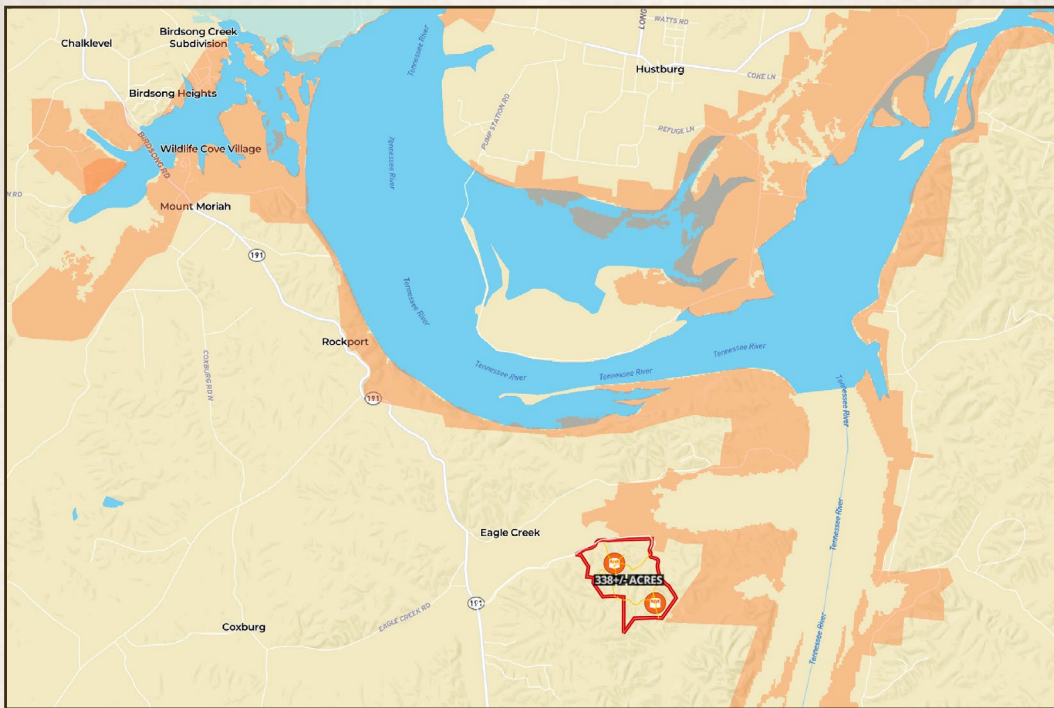 Birdsong Creek
Subdivision
Chalklevel
WATTS RD
LONG
Tennessee River
Hustburg
COKE LN
Birdsong Heights
PUMP STATION RD
REFUGE LN
BIRDSONG RD
Tennessee River
Wildlife Cove Village
N RD
Mount Moriah
191
Tennessee River
Rockport
Tennessee River
COXBURG RD N
Tennessee River
Tennessee River
Tennessee River
191
Eagle Creek
Tennessee River
338+/- ACRES
191
EAGLE CREEK RD
Coxburg
Tennessee River